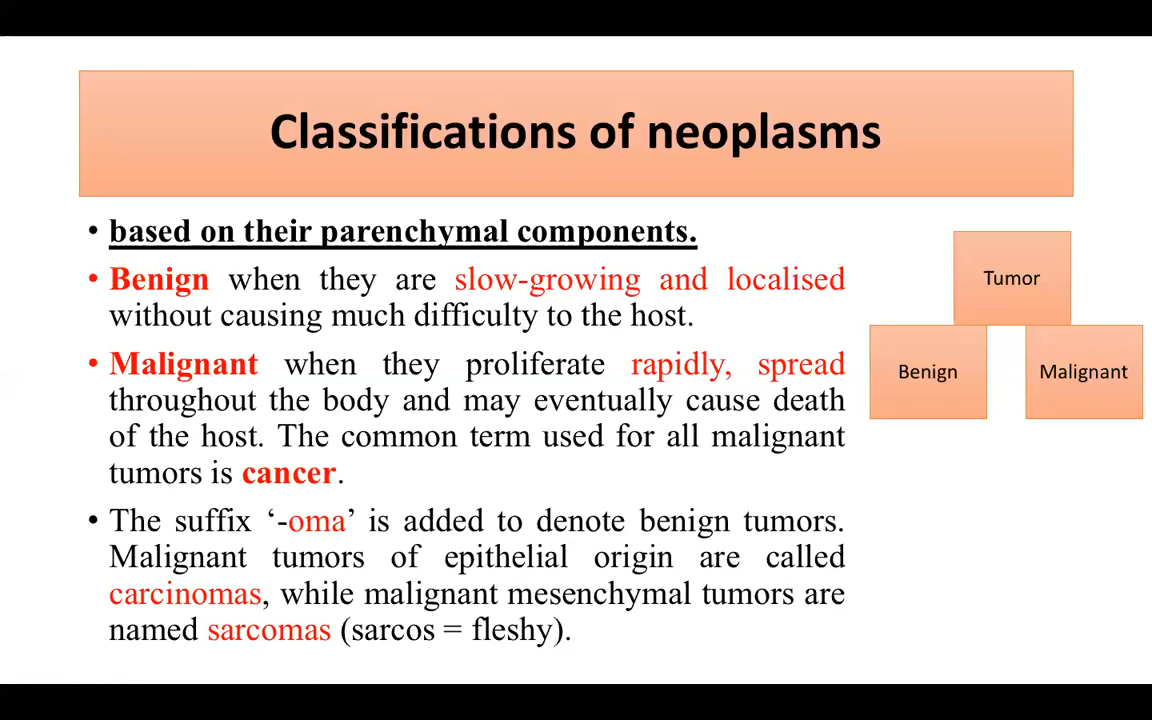 Classifications of neoplasms
• based on their parenchymal components.
• Benign when they are slow-growing and localised
without causing much difficulty to the host.
• Malignant when they proliferate rapidly, spread
throughout the body and may eventually cause death
of the host. The common term used for all malignant
tumors is cancer.
• The suffix ‘-oma’ is added to denote benign tumors.
Malignant tumors of epithelial origin are called
carcinomas, while malignant mesenchymal tumors are
named sarcomas (sarcos = fleshy).
Tumor
Benign
Malignant